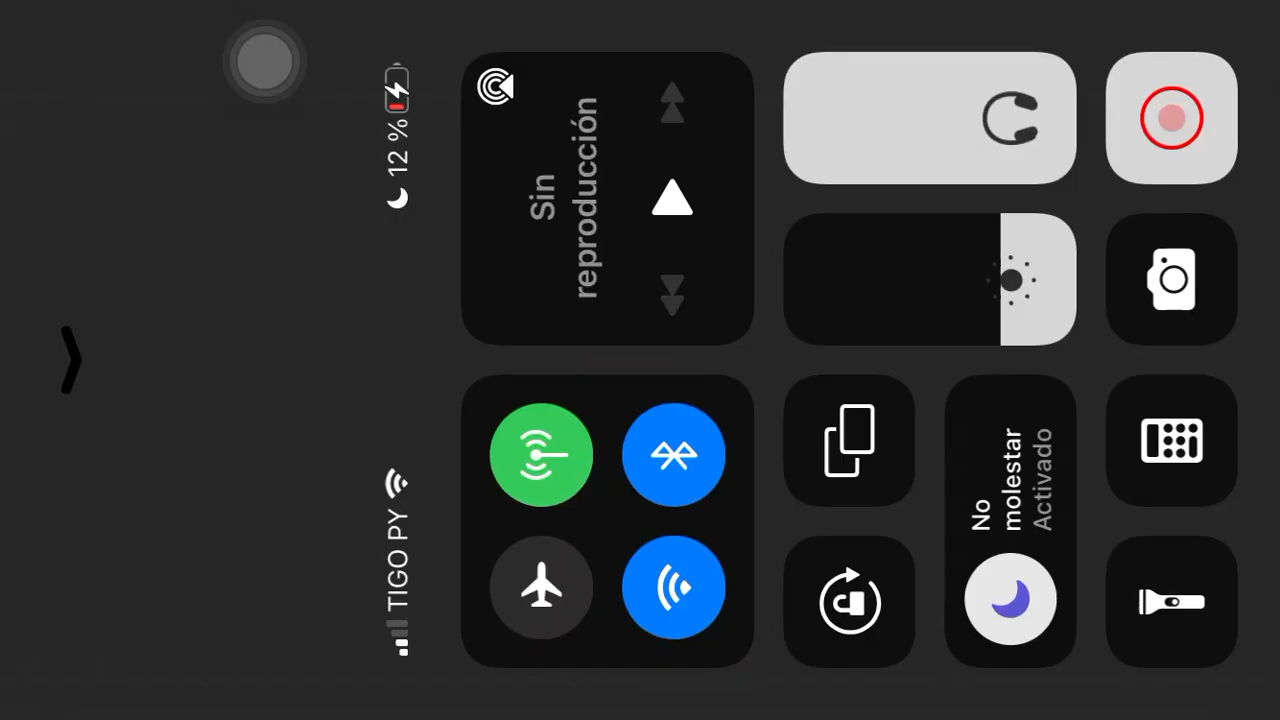 TIGO PY
12 %
Sin
reproducción
No
molestar
Activado